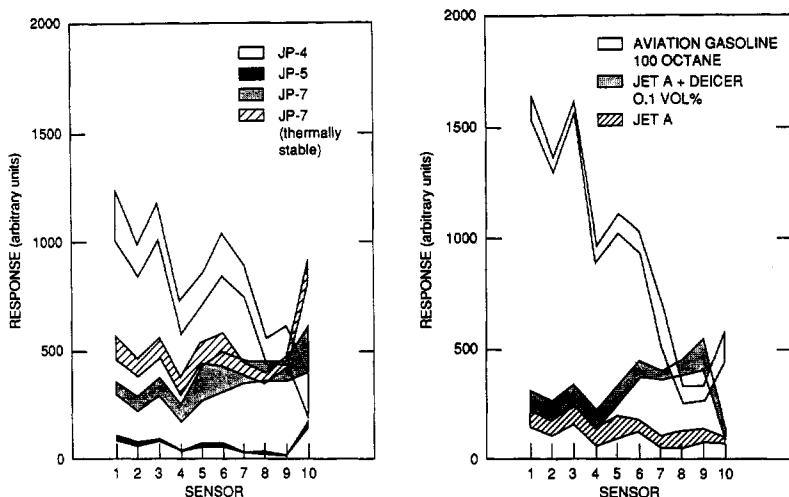 2000
1500
1000
500
0
RESPONSE (arbitrary units)
JP-4
JP-5
JP-7
JP-7
(thermally
stable)
1 2 3 4 5 6 7 8 9 10
SENSOR
2000
1500
1000
500
0
RESPONSE (arbitrary units)
AVIATION GASOLINE
100 OCTANE
JET A + DEICER
0.1 VOL%
JET A
1 2 3 4 5 6 7 8 9 10
SENSOR